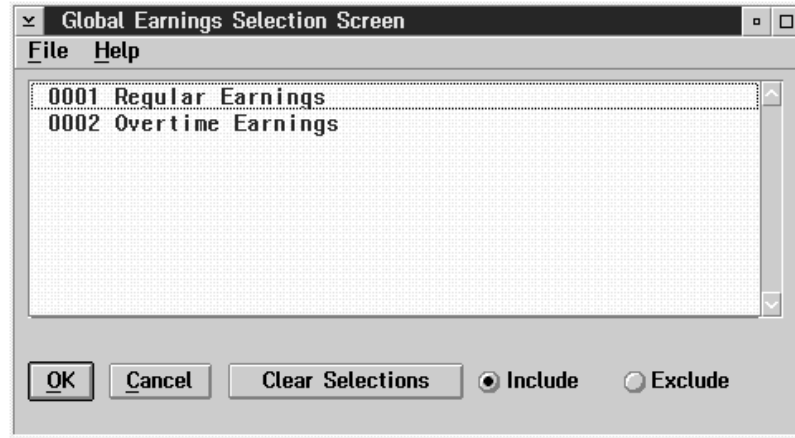 Global Earnings Selection Screen
File Help
0001 Regular Earnings
0002 Overtime Earnings
OK Cancel Clear Selections Include Exclude